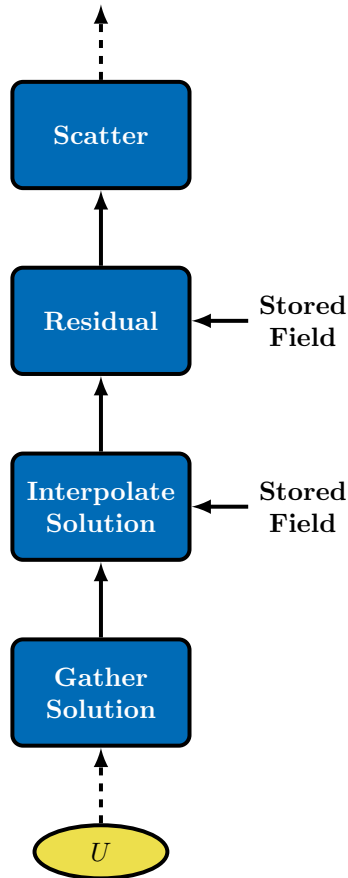 Scatter
Residual
Stored
Field
Interpolate
Solution
Stored
Field
Gather
Solution
U